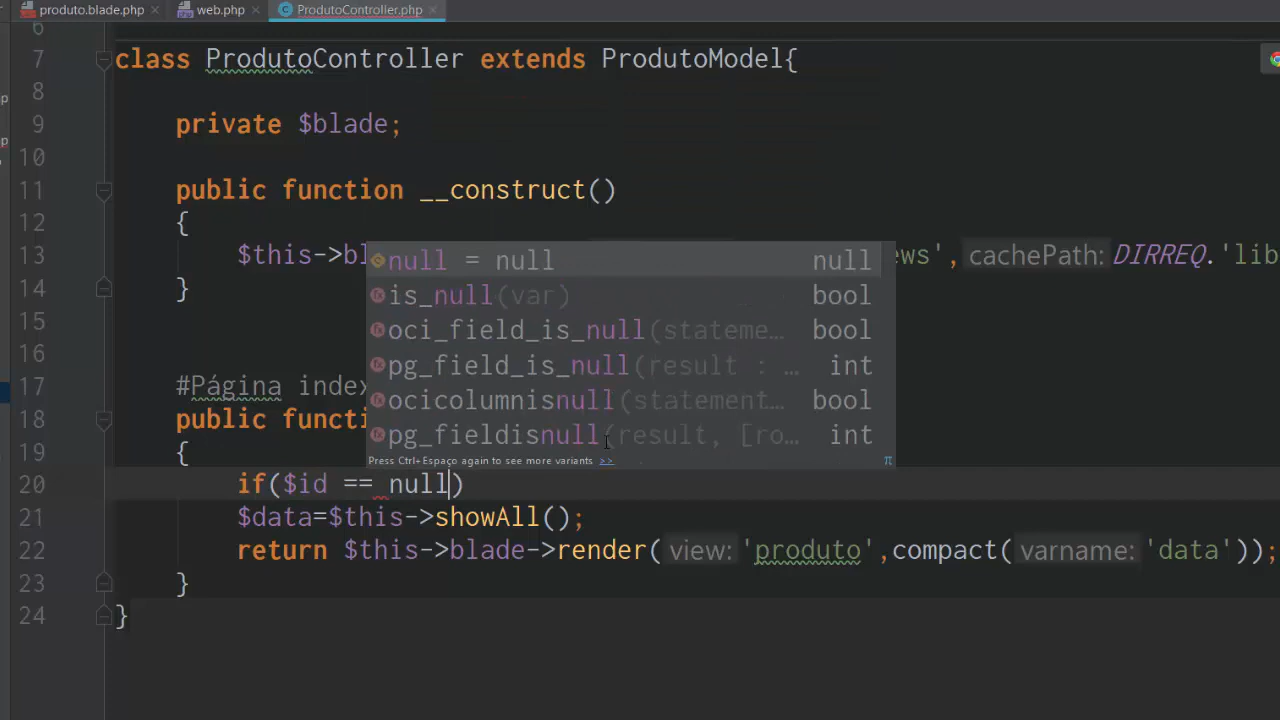 produto.blade.php web.php ProdutoController.php
6
7 class ProdutoController extends ProdutoModel{
8
9 private $blade;
10
11 public function __construct()
12 {
13 $this->bl ws',cachePath:DIRREQ.'lib
14 }
15
16
17 #Página index
18 public functi
19 {
20 if($id == null)
21 $data=$this->showAll();
22 return $this->blade->render(view:'produto',compact(varname:'data'));
23 }
24 }
null = null null
is_null(var) bool
oci_field_is_null(stateme… bool
pg_field_is_null(result : … int
ocicolumnisnull(statement… bool
pg_fieldisnull(result, [ro… int
Press Ctrl+Espaço again to see more variants >> π